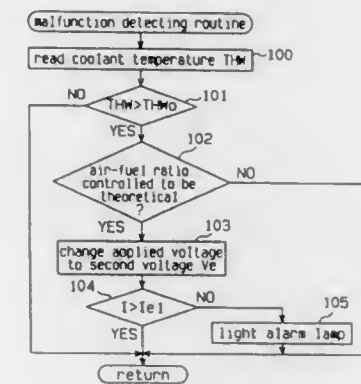 malfunction detecting routine
100
read coolant temperature THW
101
NO
THW>THWo
YES
102
air-fuel ratio
controlled to be
theoretical
?
NO
YES
103
change applied voltage
to second voltage Ve
104
I>Ie1
NO
105
YES
light alarm lamp
return